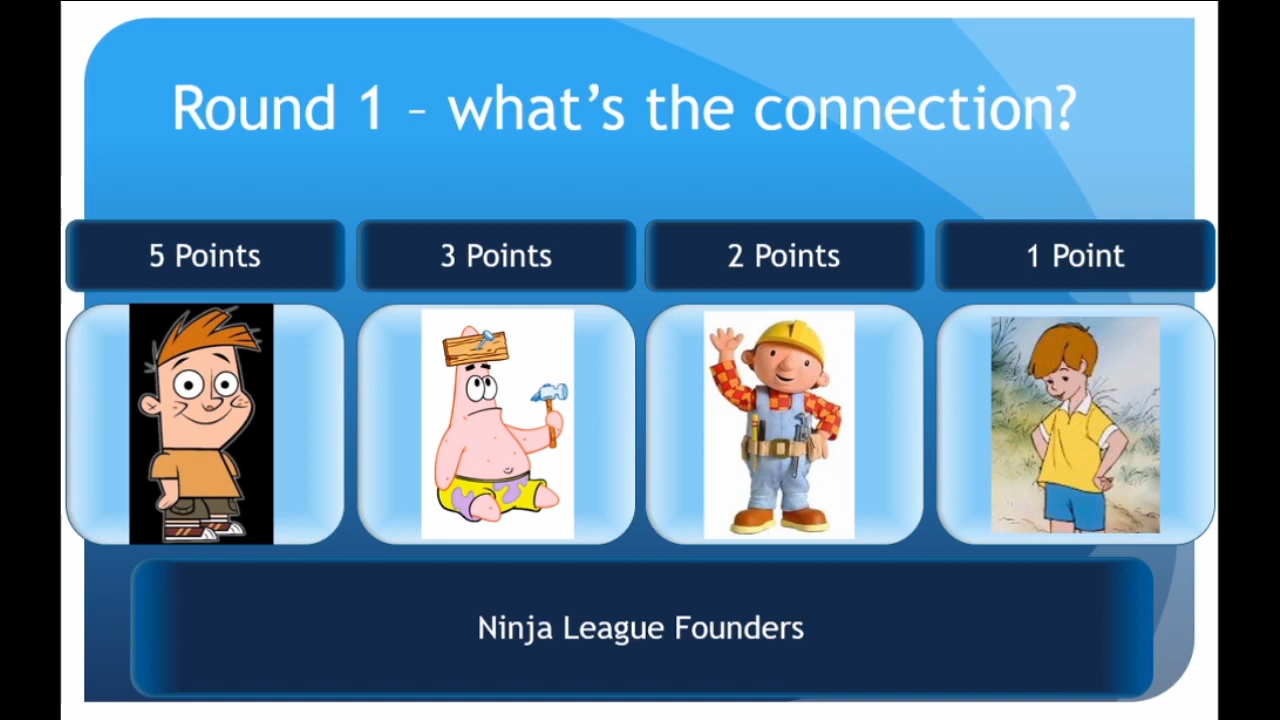 Round 1 – what’s the connection?
5 Points
3 Points
2 Points
1 Point
Ninja League Founders